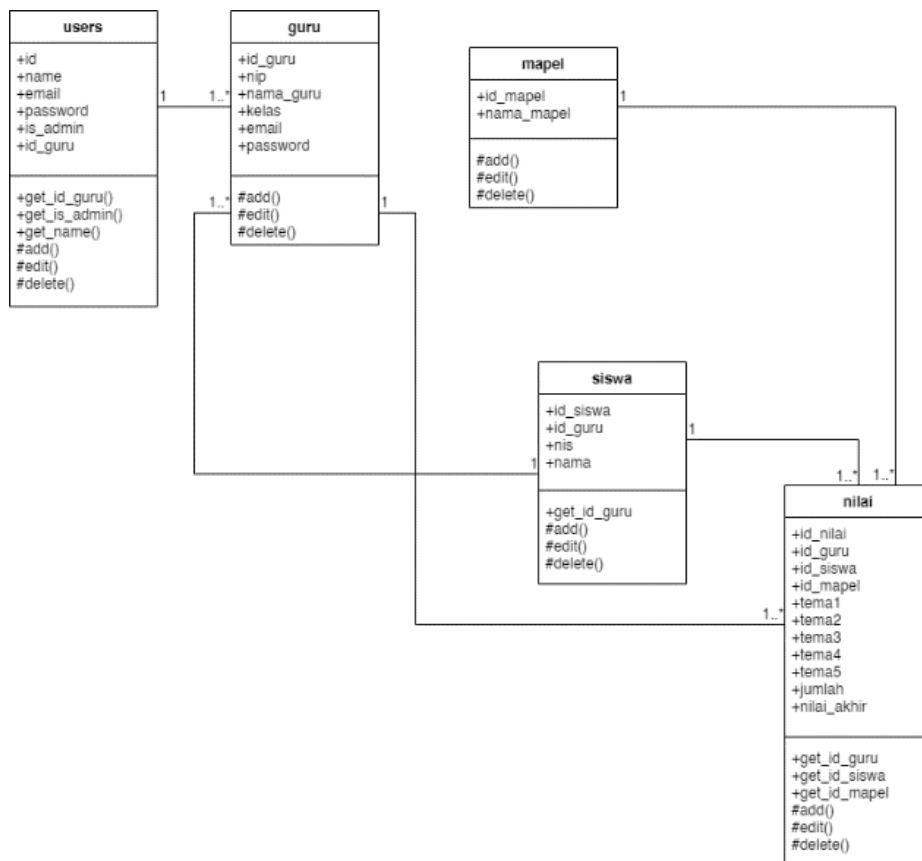 users
+id
+name
+email
+password
+is_admin
+id_guru
+get_id_guru()
+get_is_admin()
+get_name()
#add()
#edit()
#delete()
1
1..*
guru
+id_guru
+nip
+nama_guru
+kelas
+email
+password
#add()
#edit()
#delete()
1..*
1
mapel
+id_mapel
+nama_mapel
#add()
#edit()
#delete()
1
siswa
+id_siswa
+id_guru
+nis
+nama
+get_id_guru
#add()
#edit()
#delete()
1
1
1..*
1..*
1..*
nilai
+id_nilai
+id_guru
+id_siswa
+id_mapel
+tema1
+tema2
+tema3
+tema4
+tema5
+jumlah
+nilai_akhir
+get_id_guru
+get_id_siswa
+get_id_mapel
#add()
#edit()
#delete()